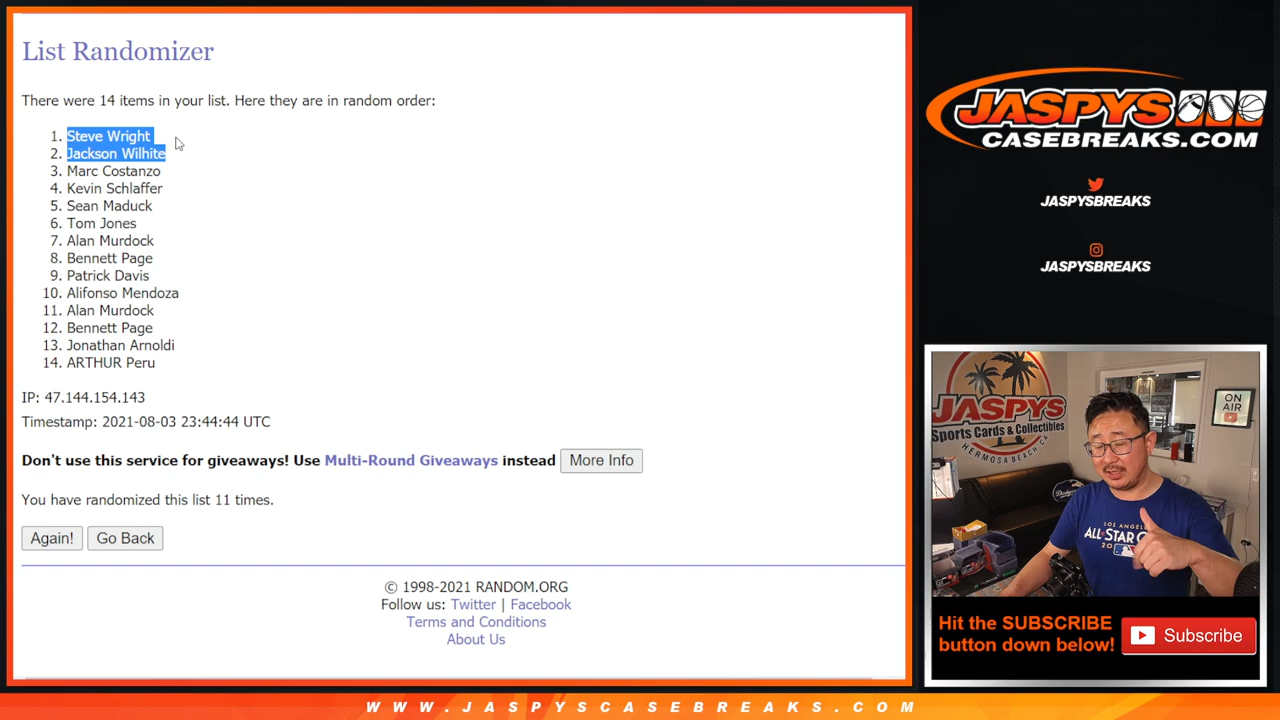 List Randomizer
There were 14 items in your list. Here they are in random order:
1. Steve Wright
2. Jackson Wilhite
3. Marc Costanzo
4. Kevin Schlaffer
5. Sean Maduck
6. Tom Jones
7. Alan Murdock
8. Bennett Page
9. Patrick Davis
10. Alifonso Mendoza
11. Alan Murdock
12. Bennett Page
13. Jonathan Arnoldi
14. ARTHUR Peru
IP: 47.144.154.143
Timestamp: 2021-08-03 23:44:44 UTC
Don't use this service for giveaways! Use Multi-Round Giveaways instead More Info
You have randomized this list 11 times.
Again! Go Back
© 1998-2021 RANDOM.ORG
Follow us: Twitter | Facebook
Terms and Conditions
About Us
JASPYS
CASEBREAKS.COM
JASPYSBREAKS
JASPYSBREAKS
JASPYS
Sports Cards & Collectibles
HERMOSA BEACH, CA
ON AIR
Dodgers
LOS ANGELES
ALL-STAR
Hit the SUBSCRIBE
button down below!
Subscribe
WWW.JASPYSCASEBREAKS.COM